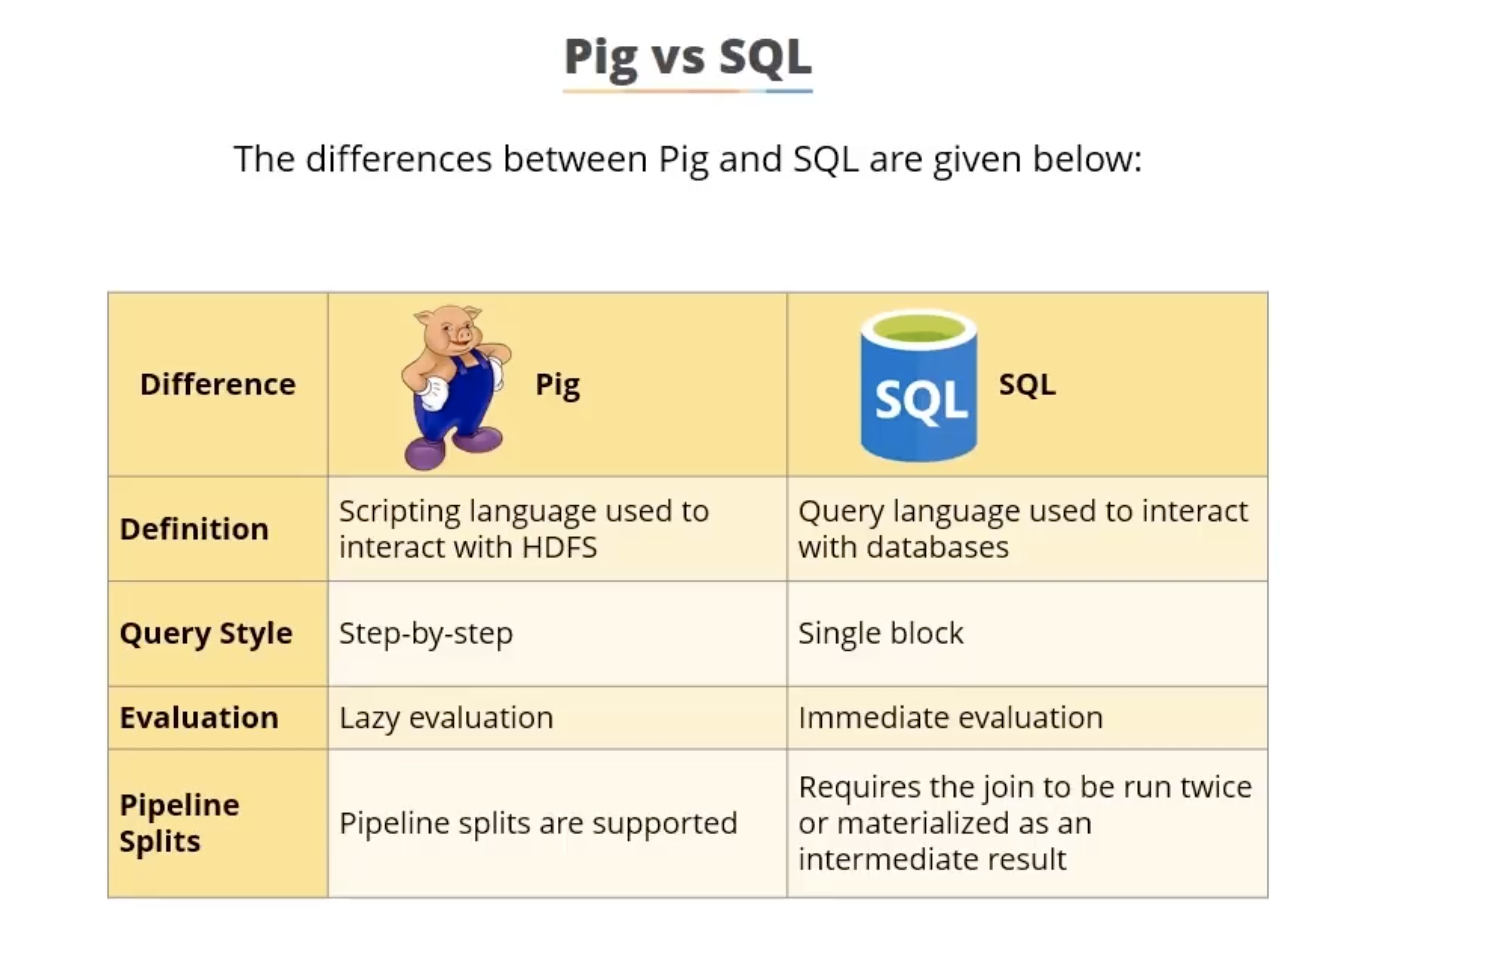 Pig vs SQL
The differences between Pig and SQL are given below:
Difference
Pig
SQL
SQL
Definition
Scripting language used to
interact with HDFS
Query language used to interact
with databases
Query Style
Step-by-step
Single block
Evaluation
Lazy evaluation
Immediate evaluation
Pipeline
Splits
Pipeline splits are supported
Requires the join to be run twice
or materialized as an
intermediate result